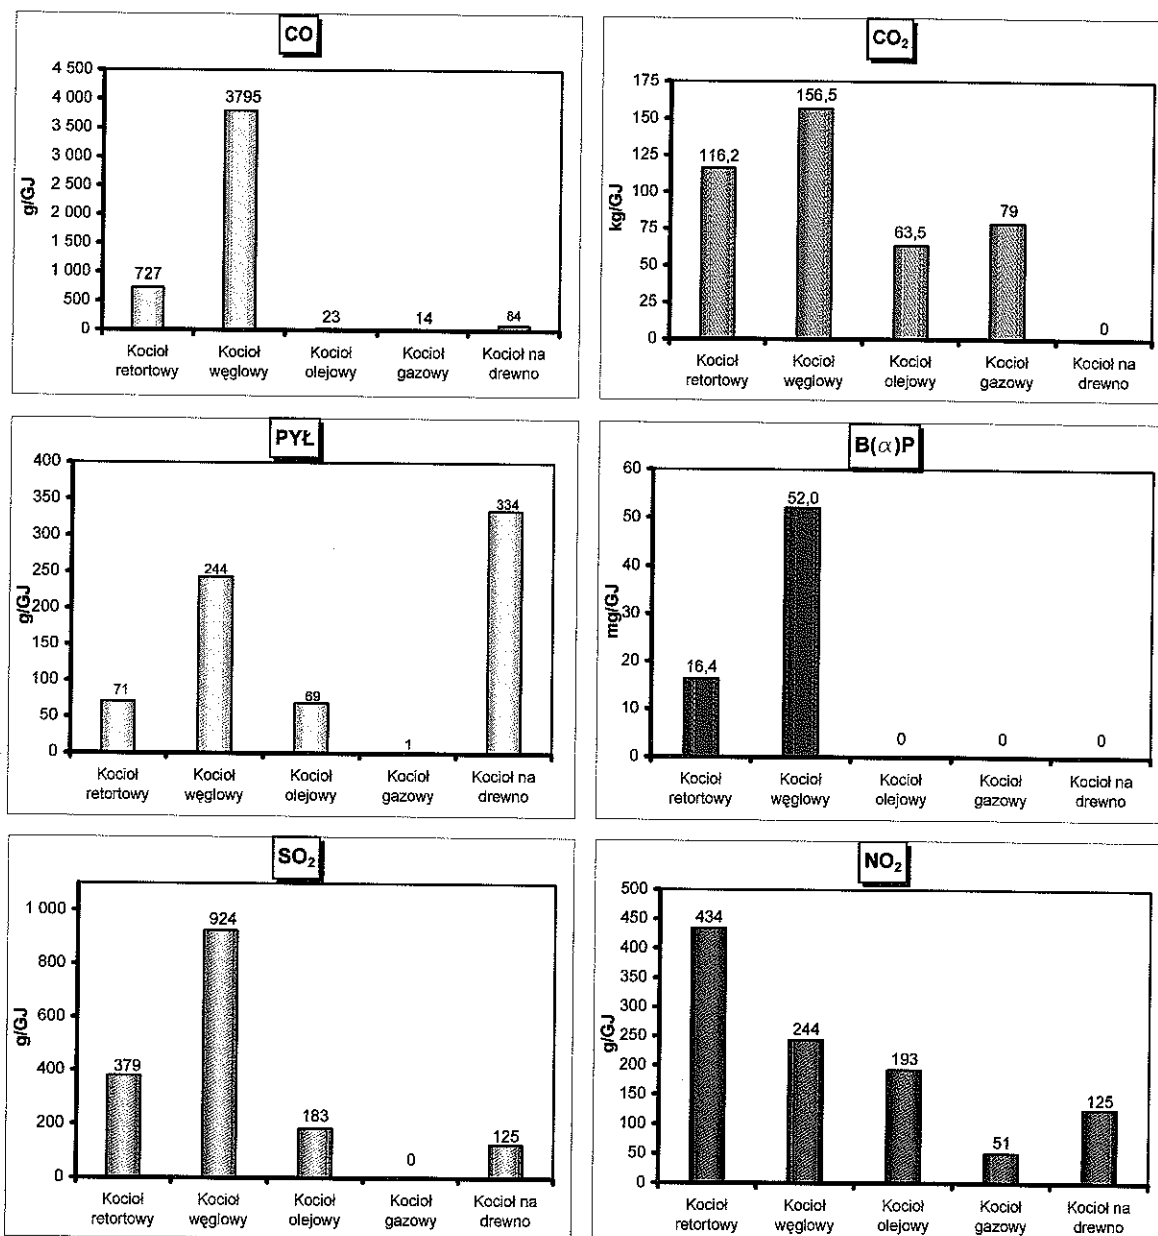 CO
4 500
4 000
3 500
3 000
2 500
2 000
1 500
1 000
500
0
g/GJ
727
3795
23
14
84
Kocioł retortowy
Kocioł węglowy
Kocioł olejowy
Kocioł gazowy
Kocioł na drewno
CO₂
175
150
125
100
75
50
25
0
kg/GJ
116,2
156,5
63,5
79
0
Kocioł retortowy
Kocioł węglowy
Kocioł olejowy
Kocioł gazowy
Kocioł na drewno
PYŁ
400
350
300
250
200
150
100
50
0
g/GJ
71
244
69
1
334
Kocioł retortowy
Kocioł węglowy
Kocioł olejowy
Kocioł gazowy
Kocioł na drewno
B(α)P
60
50
40
30
20
10
0
mg/GJ
16,4
52,0
0
0
0
Kocioł retortowy
Kocioł węglowy
Kocioł olejowy
Kocioł gazowy
Kocioł na drewno
SO₂
1 000
800
600
400
200
0
g/GJ
379
924
183
0
125
Kocioł retortowy
Kocioł węglowy
Kocioł olejowy
Kocioł gazowy
Kocioł na drewno
NO₂
500
450
400
350
300
250
200
150
100
50
0
g/GJ
434
244
193
51
125
Kocioł retortowy
Kocioł węglowy
Kocioł olejowy
Kocioł gazowy
Kocioł na drewno